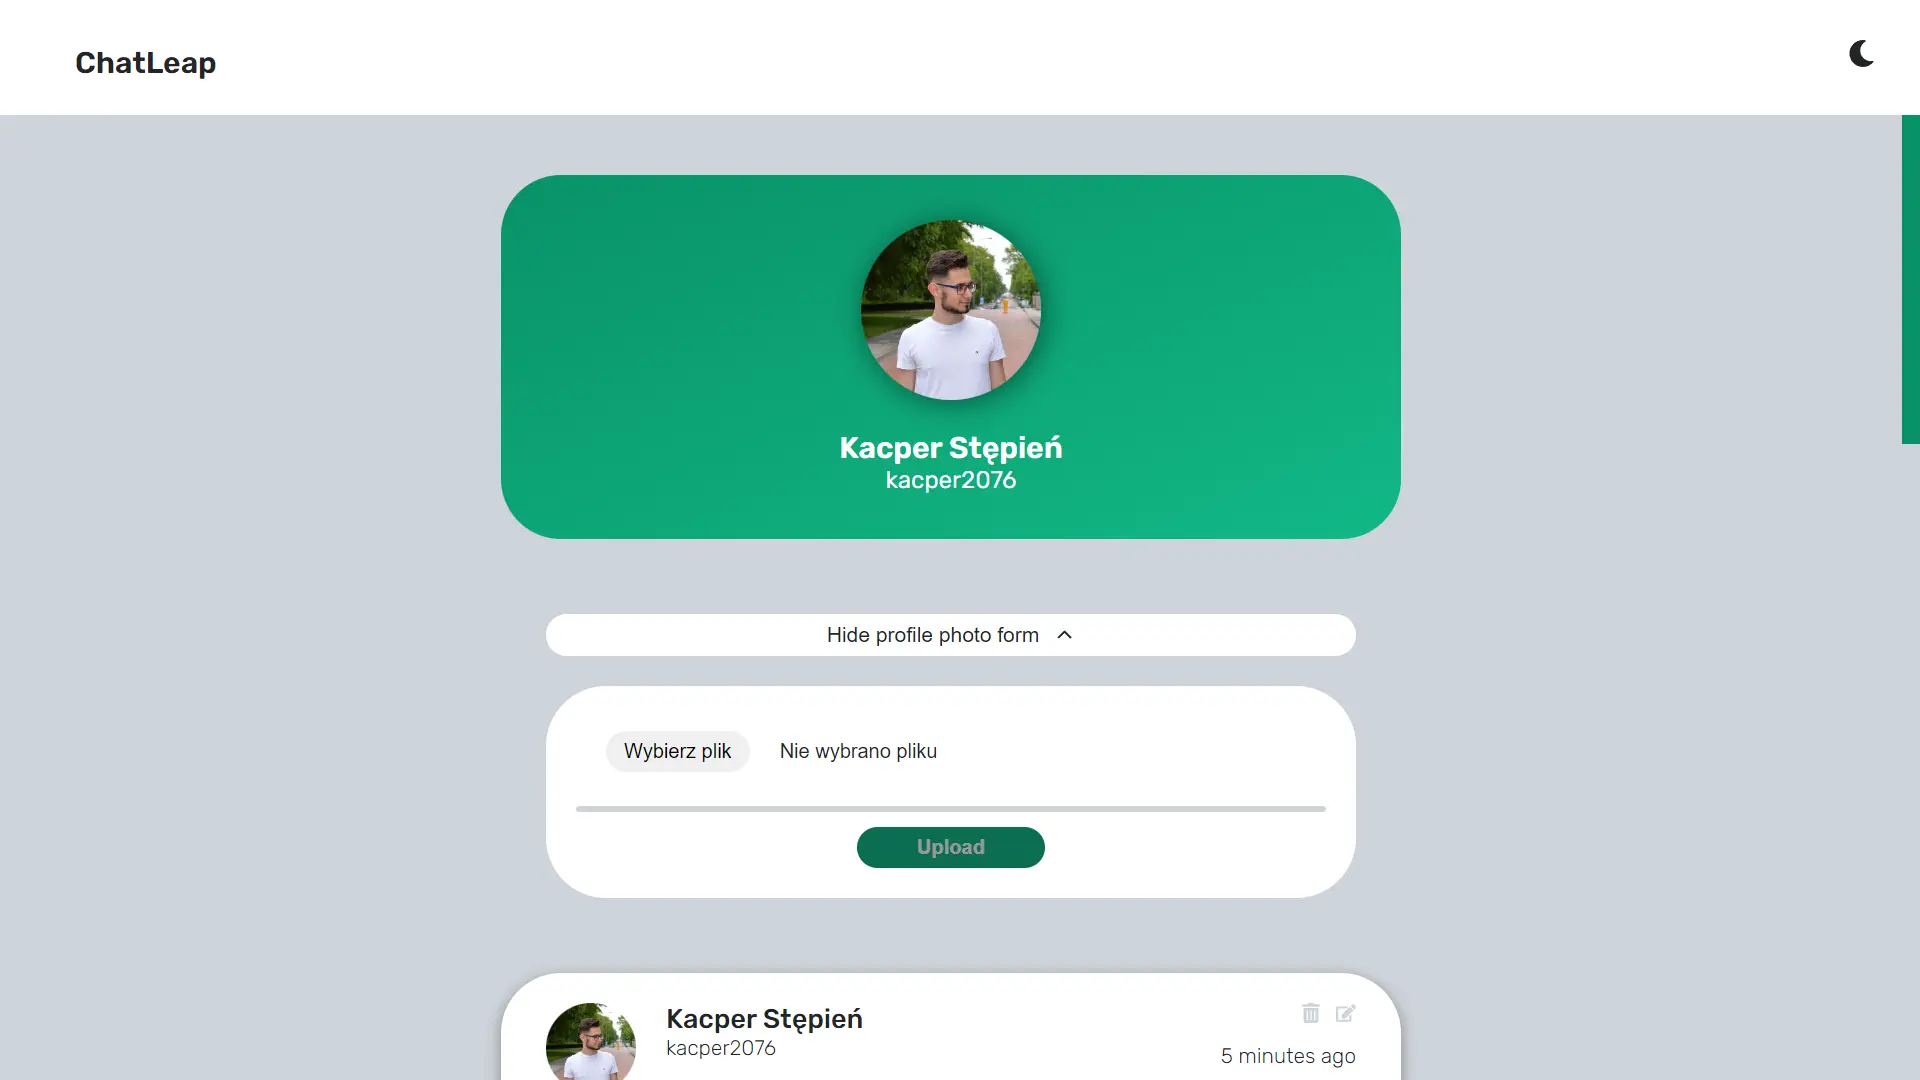 ChatLeap
Kacper Stępień
kacper2076
Hide profile photo form
Wybierz plik Nie wybrano pliku
Upload
Kacper Stępień
kacper2076
5 minutes ago